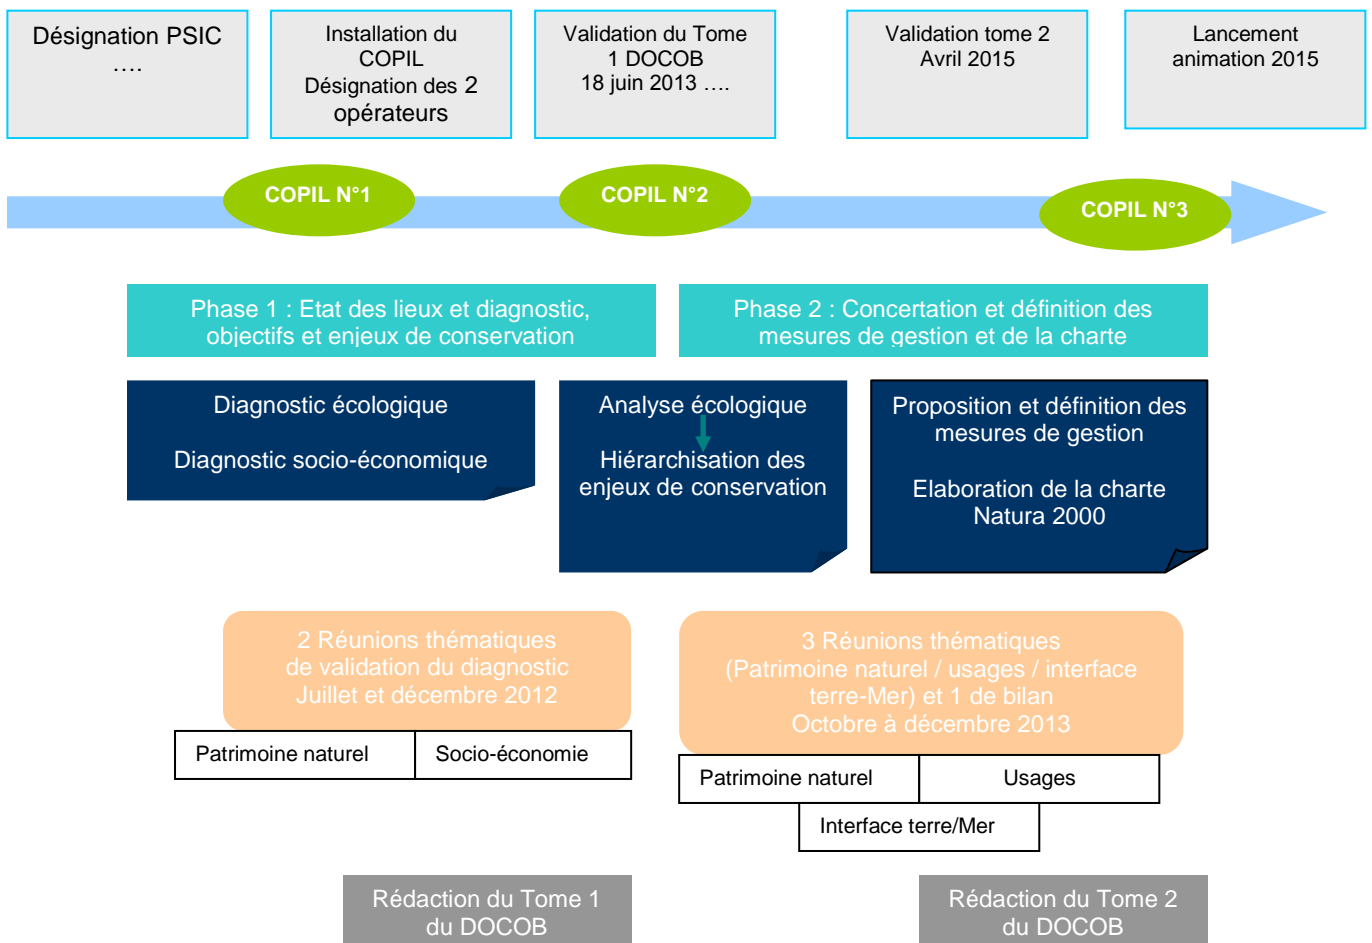 Désignation PSIC
….
Installation du
COPIL
Désignation des 2
opérateurs
Validation du Tome
1 DOCOB
18 juin 2013 ….
Validation tome 2
Avril 2015
Lancement
animation 2015
COPIL N°1
COPIL N°2
COPIL N°3
Phase 1 : Etat des lieux et diagnostic,
objectifs et enjeux de conservation
Phase 2 : Concertation et définition des
mesures de gestion et de la charte
Diagnostic écologique
Diagnostic socio-économique
Analyse écologique
Hiérarchisation des
enjeux de conservation
Proposition et définition des
mesures de gestion
Elaboration de la charte
Natura 2000
2 Réunions thématiques
de validation du diagnostic
Juillet et décembre 2012
Patrimoine naturel
Socio-économie
3 Réunions thématiques
(Patrimoine naturel / usages / interface
terre-Mer) et 1 de bilan
Octobre à décembre 2013
Patrimoine naturel
Usages
Interface terre/Mer
Rédaction du Tome 1
du DOCOB
Rédaction du Tome 2
du DOCOB